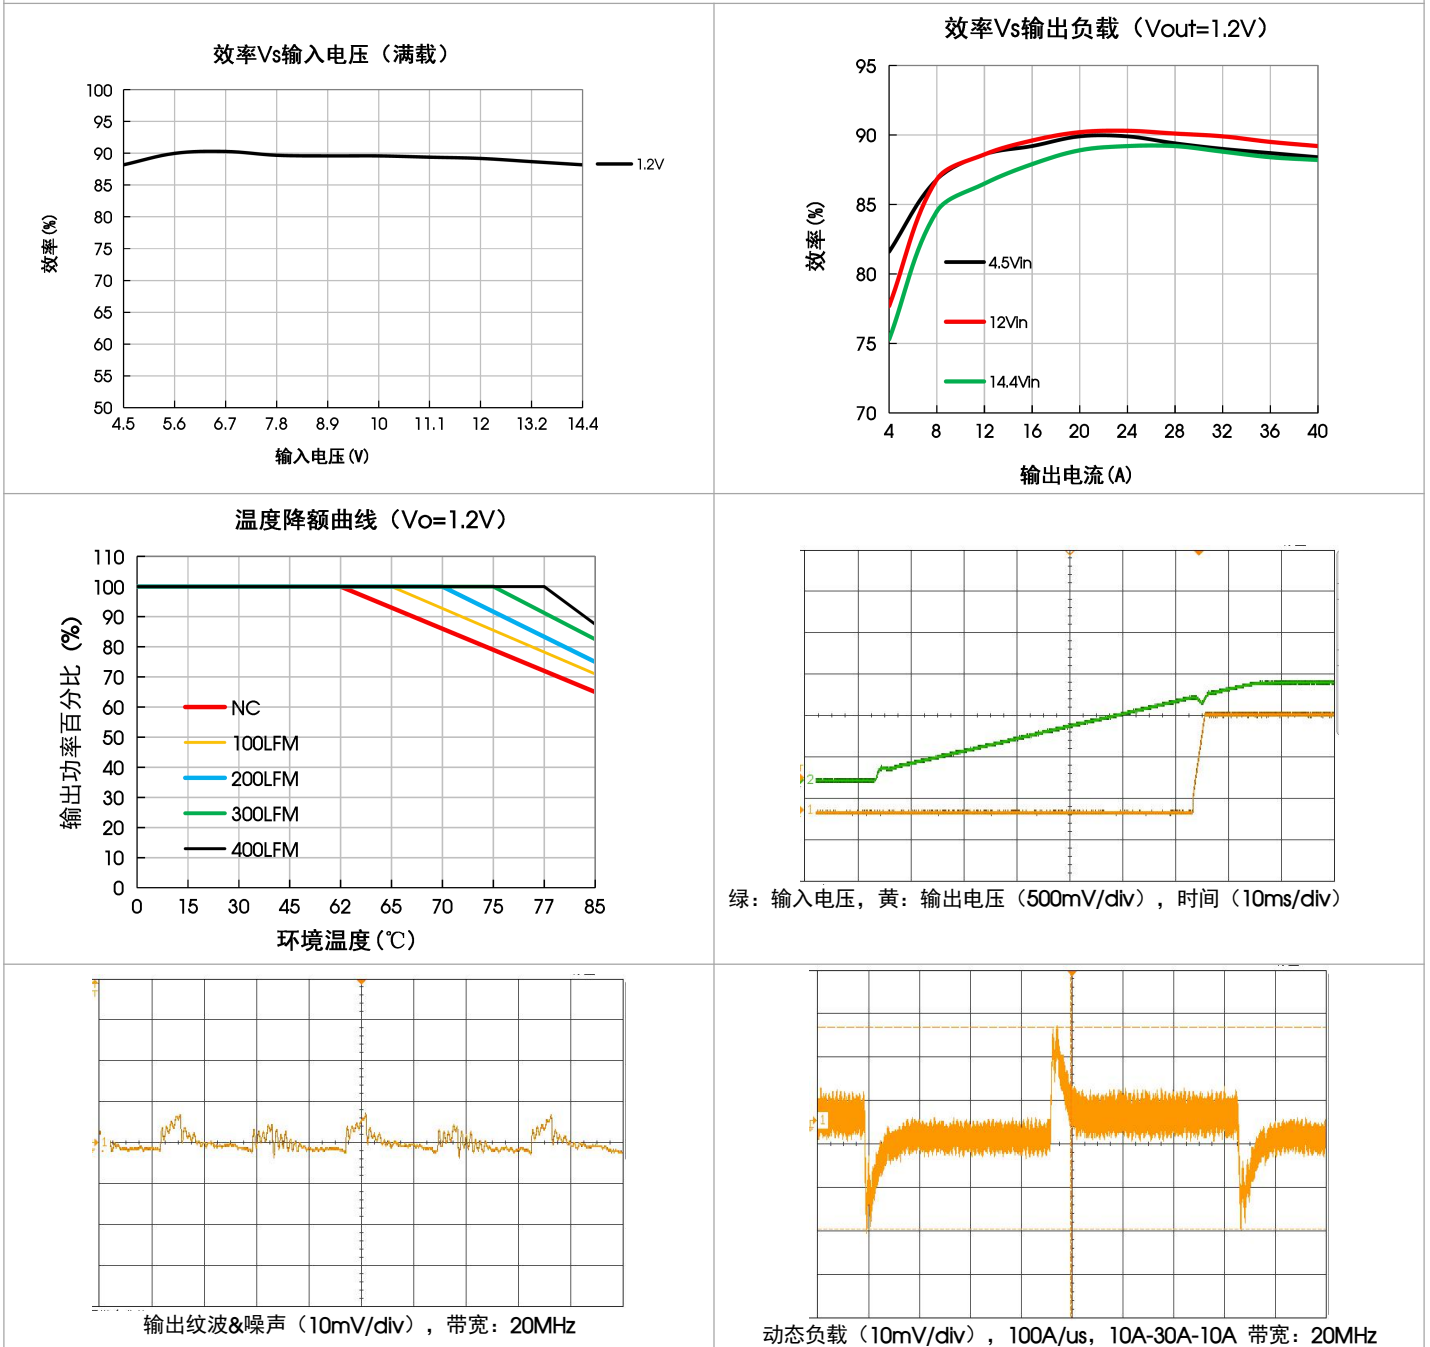 效率Vs输入电压（满载）
100
95
90
85
80
75
70
65
60
55
50
效率(%)
1.2V
4.5 5.6 6.7 7.8 8.9 10 11.1 12 13.2 14.4
输入电压(V)
效率Vs输出负载（Vout=1.2V）
95
90
85
80
75
70
效率(%)
4.5Vin
12Vin
14.4Vin
4 8 12 16 20 24 28 32 36 40
输出电流(A)
温度降额曲线（Vo=1.2V）
110
100
90
80
70
60
50
40
30
20
10
0
输出功率百分比 (%)
NC
100LFM
200LFM
300LFM
400LFM
0 15 30 45 62 65 70 75 77 85
环境温度(℃)
2
1
绿：输入电压，黄：输出电压（500mV/div），时间（10ms/div）
1
输出纹波&噪声（10mV/div），带宽：20MHz
1
动态负载（10mV/div），100A/us，10A-30A-10A 带宽：20MHz